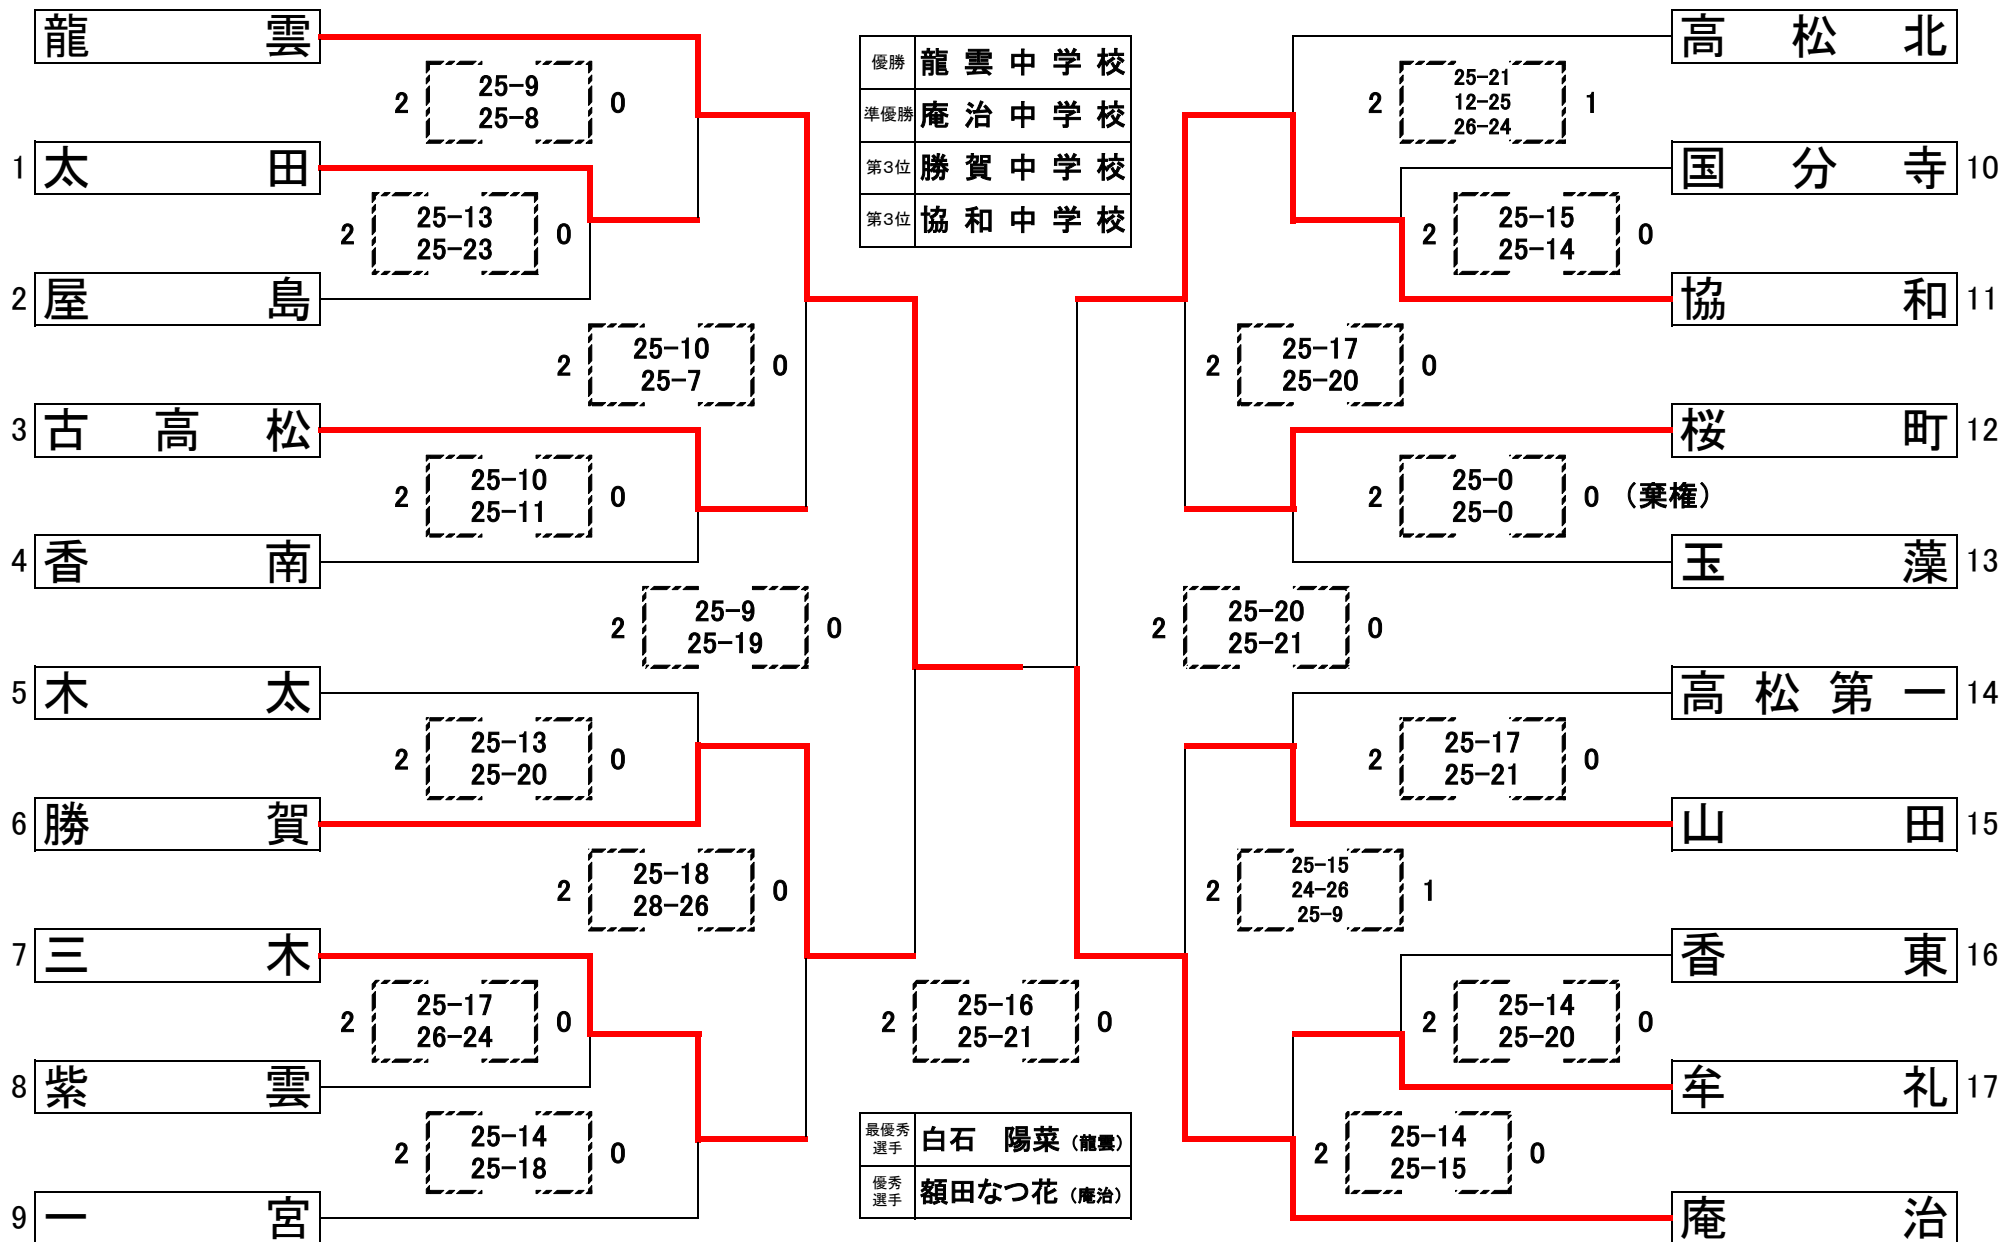 龍雲
2 25-9 0
25-8
1 太田
2 25-13 0
25-23
2 屋島
2 25-10 0
25-7
3 古高松
2 25-10 0
25-11
4 香南
2 25-9 0
25-19
5 木太
2 25-13 0
25-20
6 勝賀
2 25-18 0
28-26
7 三木
2 25-17 0
26-24
8 紫雲
2 25-14 0
25-18
9 一宮
優勝 龍雲中学校
準優勝 庵治中学校
第3位 勝賀中学校
第3位 協和中学校
2 25-16 0
25-21
最優秀
選手 白石 陽菜(龍雲)
優秀
選手 額田なつ花(庵治)
高松北
25-21
2 12-25 1
26-24
国分寺 10
2 25-15 0
25-14
協和 11
2 25-17 0
25-20
桜町 12
2 25-0 0 (棄権)
25-0
玉藻 13
2 25-20 0
25-21
高松第一 14
2 25-17 0
25-21
山田 15
25-15
2 24-26 1
25-9
香東 16
2 25-14 0
25-20
牟礼 17
2 25-14 0
25-15
庵治